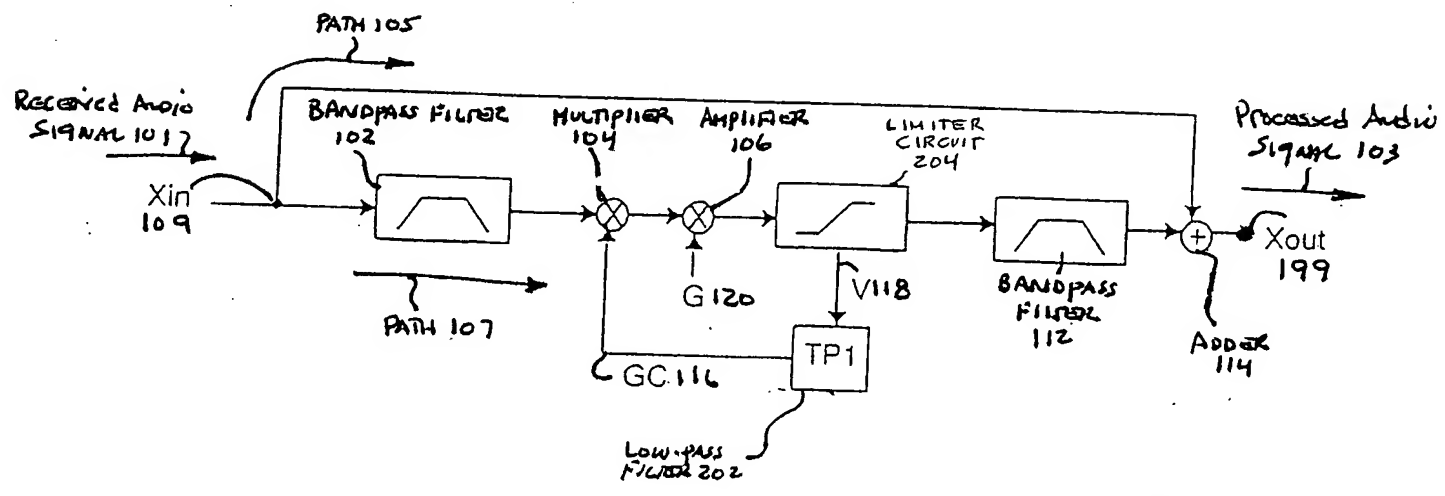 PATH 105
Received Audio
SIGNAL 101
BANDPASS FILTER
102
MULTIPLIER
104
AMPLIFIER
106
LIMITER
CIRCUIT
204
Processed Audio
SIGNAL 103
Xin
109
G 120
V 118
BANDPASS
FILTER
112
Xout
199
PATH 107
TP1
ADDER
114
GC 116
LOW-PASS
FILTER 202